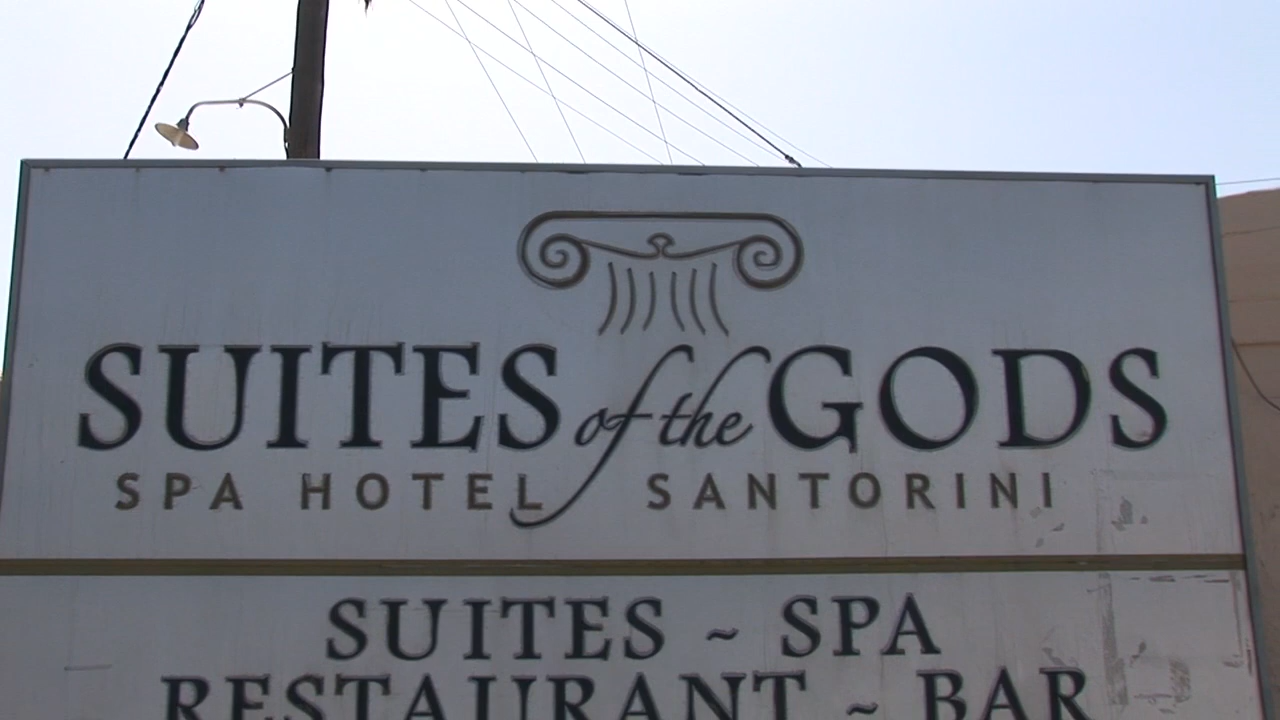 SUITES of the GODS
SPA HOTEL SANTORINI
SUITES ~ SPA
RESTAURANT ~ BAR